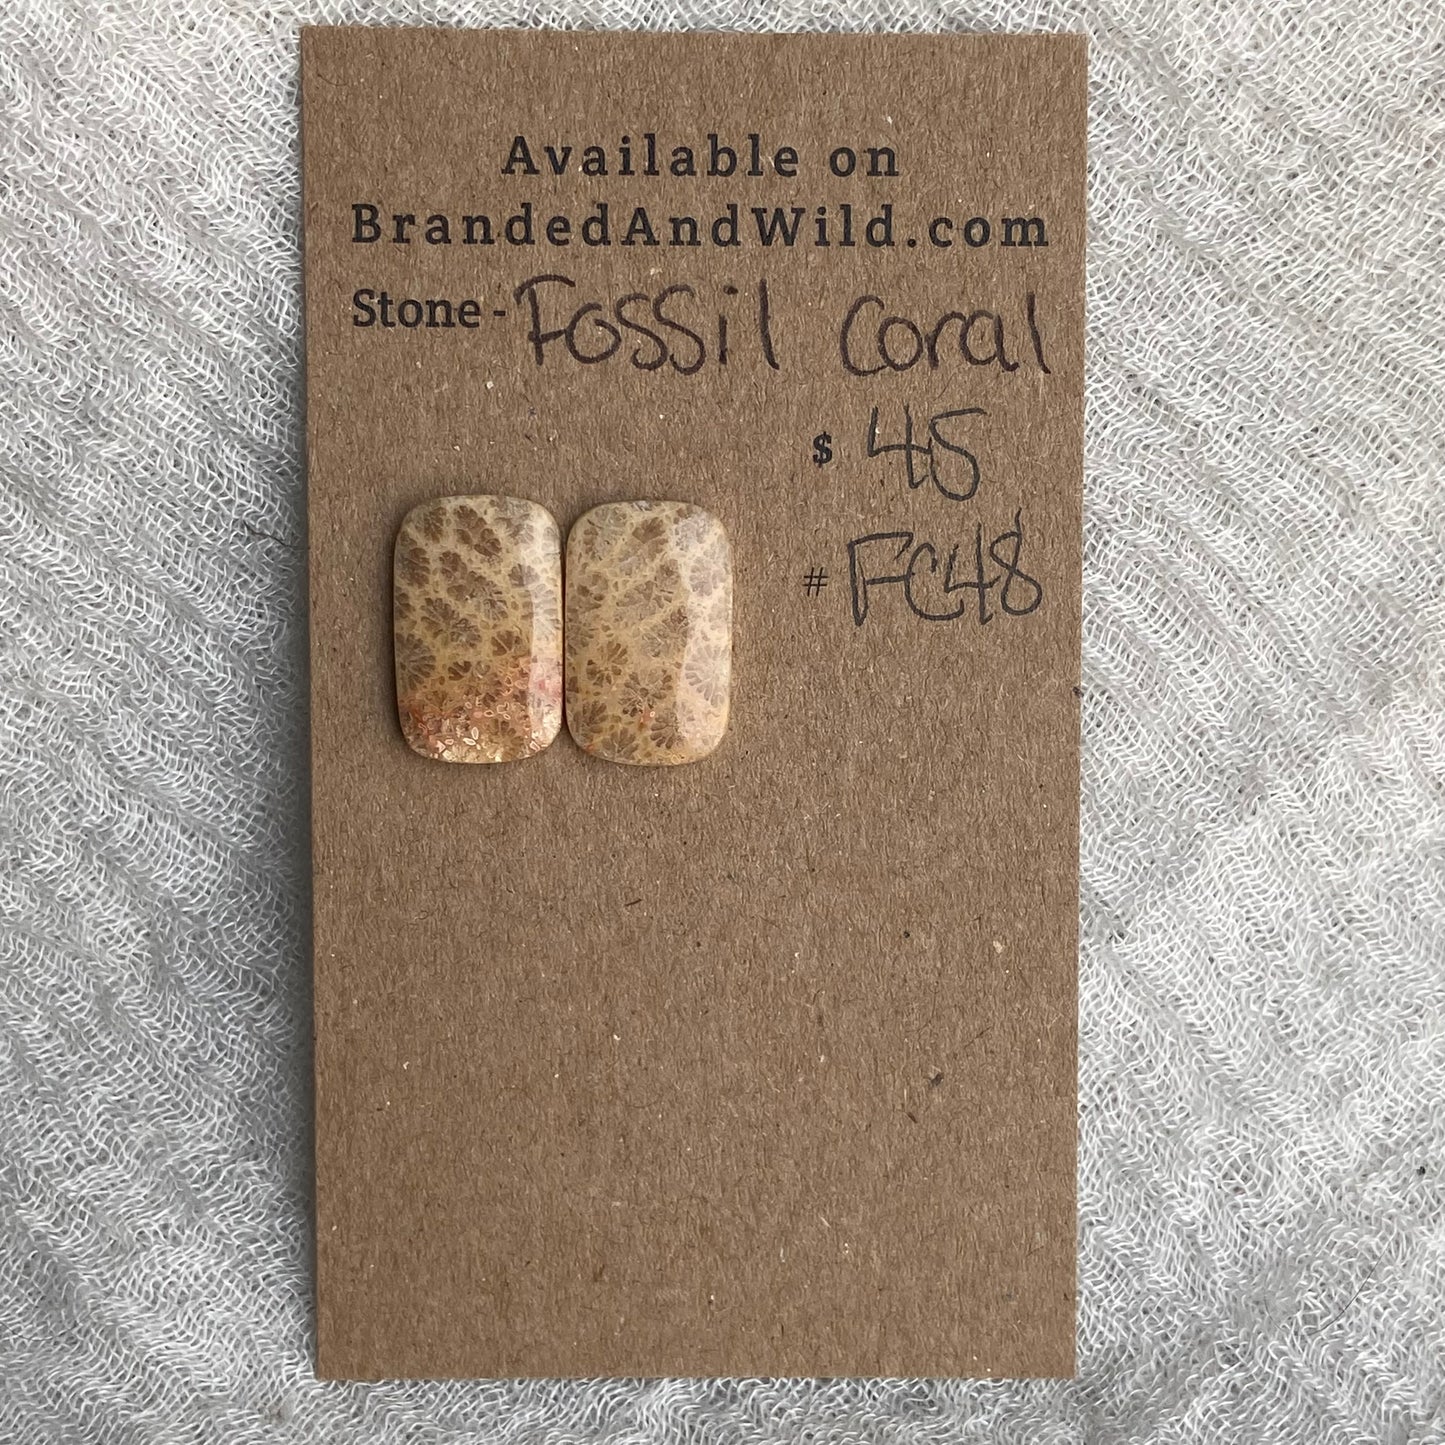 Available on
BrandedAndWild.com
Stone - Fossil Coral
$ 45
# FC48